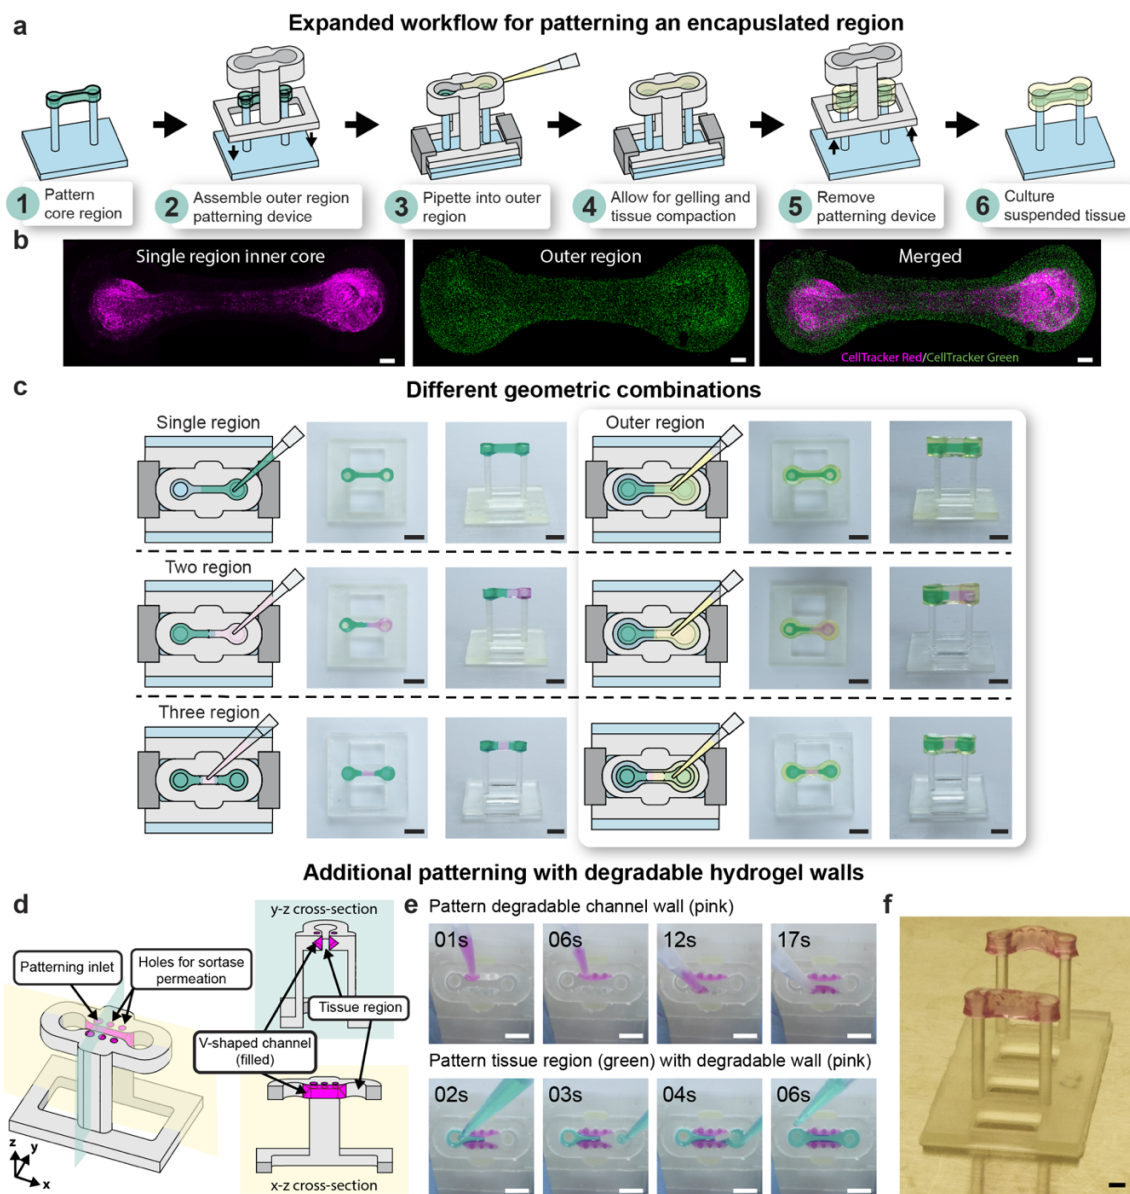 a
Expanded workflow for patterning an encapuslated region
1 Pattern
core region
2 Assemble outer region
patterning device
3 Pipette into outer
region
4 Allow for gelling and
tissue compaction
5 Remove
patterning device
6 Culture
suspended tissue
b
Single region inner core
Outer region
Merged
CellTracker Red/CellTracker Green
c
Different geometric combinations
Single region
Outer region
Two region
Three region
Additional patterning with degradable hydrogel walls
d
Patterning inlet
Holes for sortase
permeation
y-z cross-section
Tissue region
V-shaped channel
(filled)
x-z cross-section
z
y
x
e
Pattern degradable channel wall (pink)
01s
06s
12s
17s
Pattern tissue region (green) with degradable wall (pink)
02s
03s
04s
06s
f